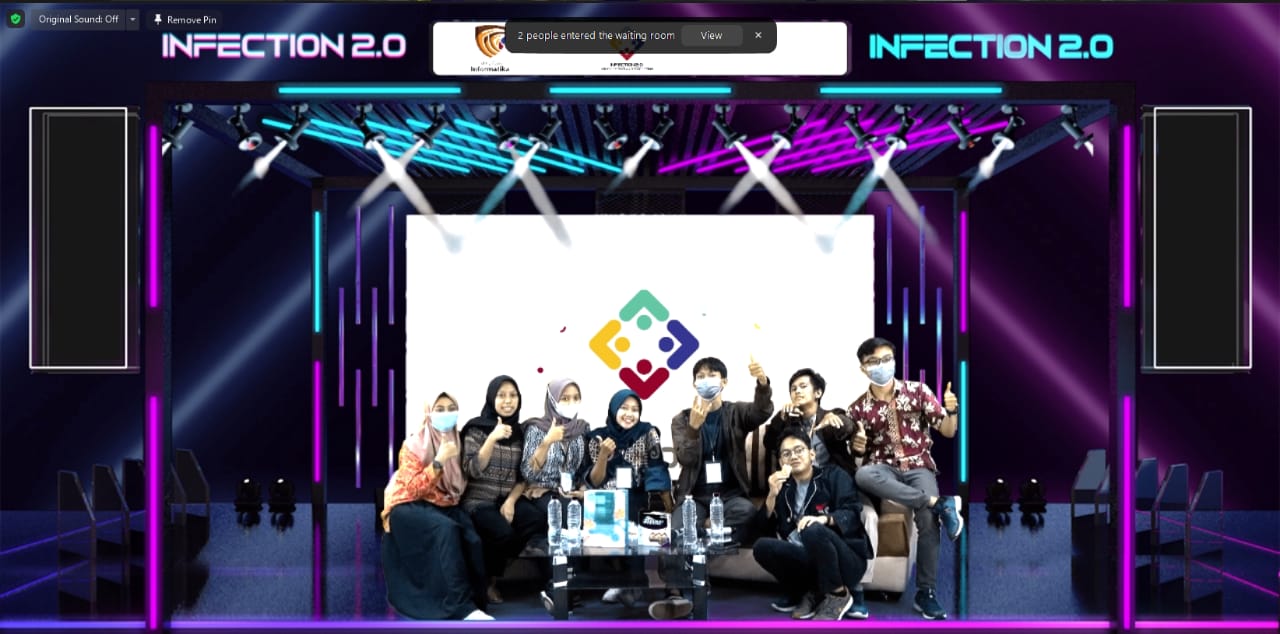 Original Sound: Off
Remove Pin
2 people entered the waiting room
View
INFECTION 2.0
INFECTION 2.0
Informatika
INFECTION 2.0